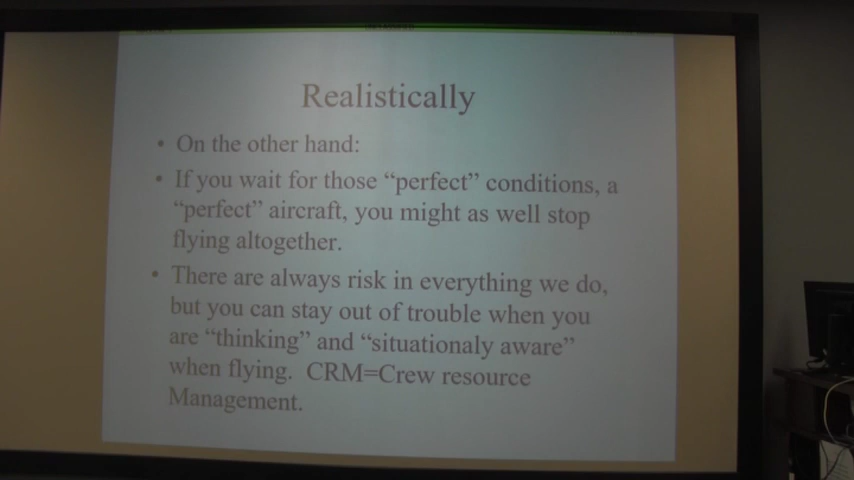 Realistically
• On the other hand:
• If you wait for those “perfect” conditions, a
“perfect” aircraft, you might as well stop
flying altogether.
• There are always risk in everything we do,
but you can stay out of trouble when you
are “thinking” and “situationaly aware”
when flying. CRM=Crew resource
Management.